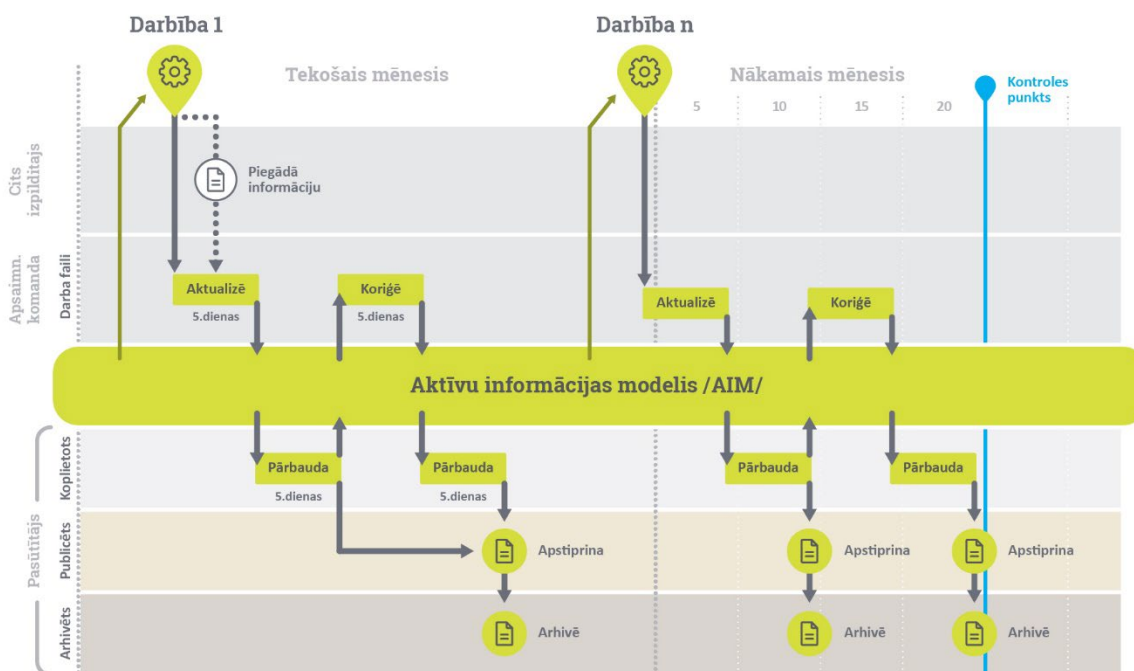 Darbība 1
Darbība n
Tekošais mēnesis
Nākamais mēnesis
5
10
15
20
Kontroles
punkts
Cits
izpildītajs
Piegādā
informāciju
Apsaimn.
komanda
Darba faili
Aktualizē
5.dienas
Koriģē
5.dienas
Aktualizē
Koriģē
Aktīvu informācijas modelis /AIM/
Pasūtītājs
Koplietots
Pārbauda
5.dienas
Pārbauda
5.dienas
Pārbauda
Pārbauda
Publicēts
Apstiprina
Apstiprina
Apstiprina
Arhivēts
Arhivē
Arhivē
Arhivē